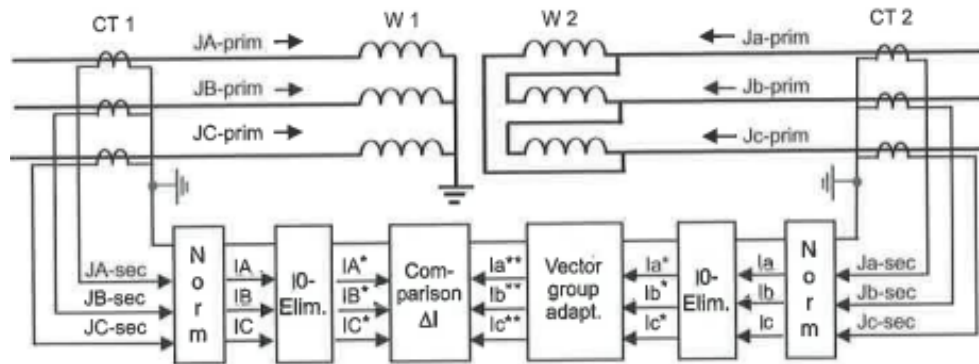 CT 1 W 1 W 2 CT 2
JA-prim Ja-prim
JB-prim Jb-prim
JC-prim Jc-prim
JA-sec
JB-sec
JC-sec
N
o
r
m
IA
IB
IC
I0-
Elim.
IA*
IB*
IC*
Com-
parison
ΔI
Ia**
Ib**
Ic**
Vector
group
adapt.
Ia*
Ib*
Ic*
I0-
Elim.
Ia
Ib
Ic
N
o
r
m
Ja-sec
Jb-sec
Jc-sec